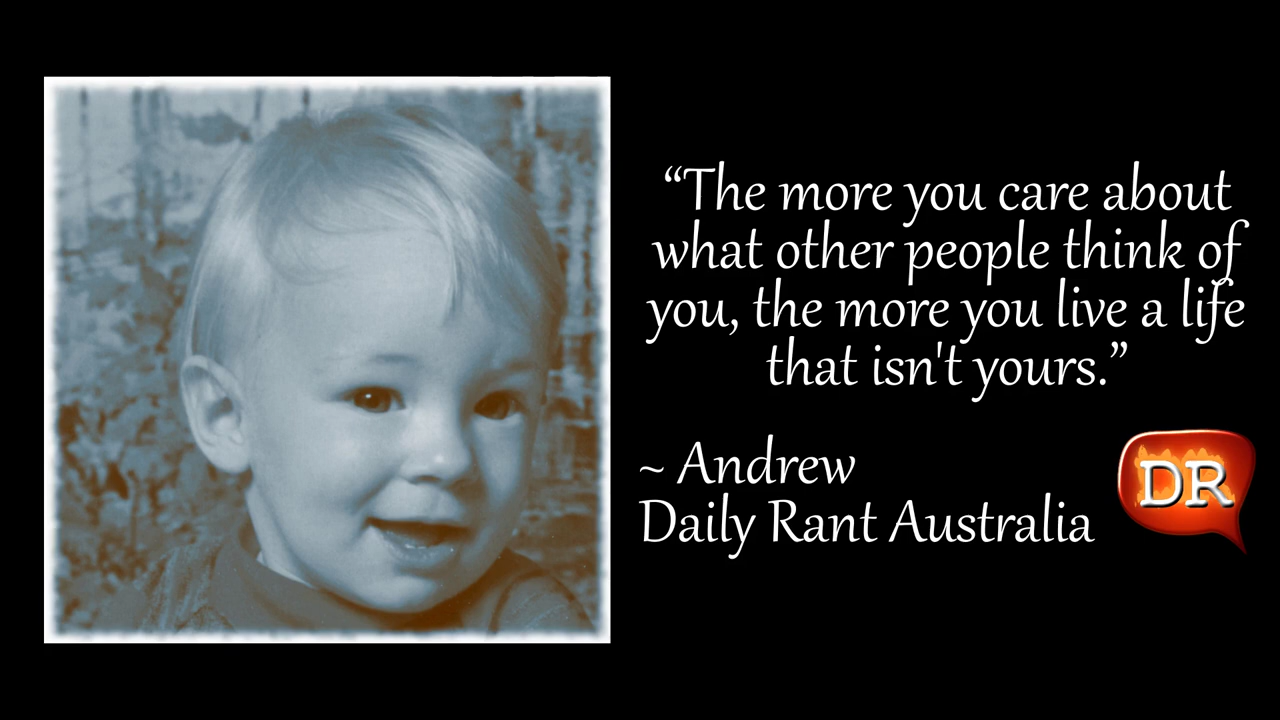 “The more you care about
what other people think of
you, the more you live a life
that isn't yours.”
~ Andrew
Daily Rant Australia
DR